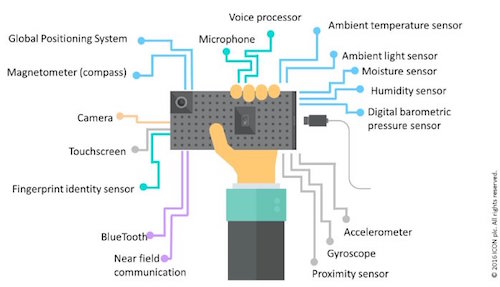 Voice processor
Global Positioning System
Microphone
Ambient temperature sensor
Magnetometer (compass)
Ambient light sensor
Moisture sensor
Humidity sensor
Camera
Digital barometric
pressure sensor
Touchscreen
Fingerprint identity sensor
BlueTooth
Near field
communication
Accelerometer
Gyroscope
Proximity sensor
© 2016 ICON plc. All rights reserved.